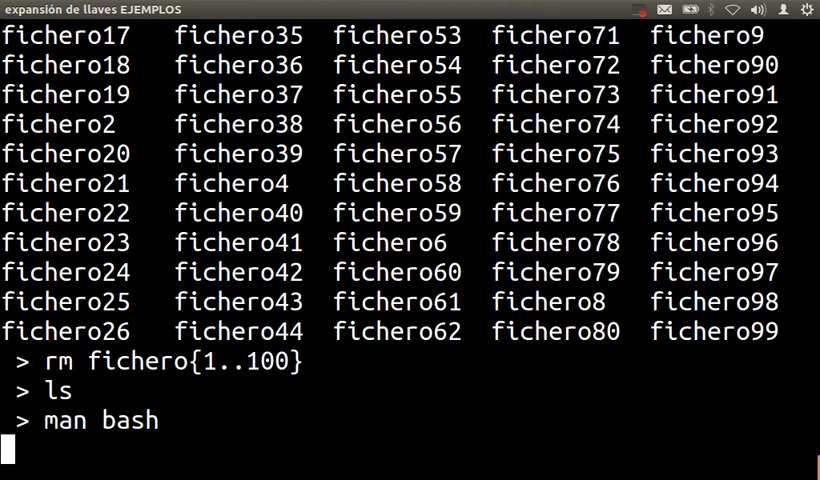 expansión de llaves EJEMPLOS
fichero17 fichero35 fichero53 fichero71 fichero9
fichero18 fichero36 fichero54 fichero72 fichero90
fichero19 fichero37 fichero55 fichero73 fichero91
fichero2 fichero38 fichero56 fichero74 fichero92
fichero20 fichero39 fichero57 fichero75 fichero93
fichero21 fichero4 fichero58 fichero76 fichero94
fichero22 fichero40 fichero59 fichero77 fichero95
fichero23 fichero41 fichero6 fichero78 fichero96
fichero24 fichero42 fichero60 fichero79 fichero97
fichero25 fichero43 fichero61 fichero8 fichero98
fichero26 fichero44 fichero62 fichero80 fichero99
> rm fichero{1..100}
> ls
> man bash